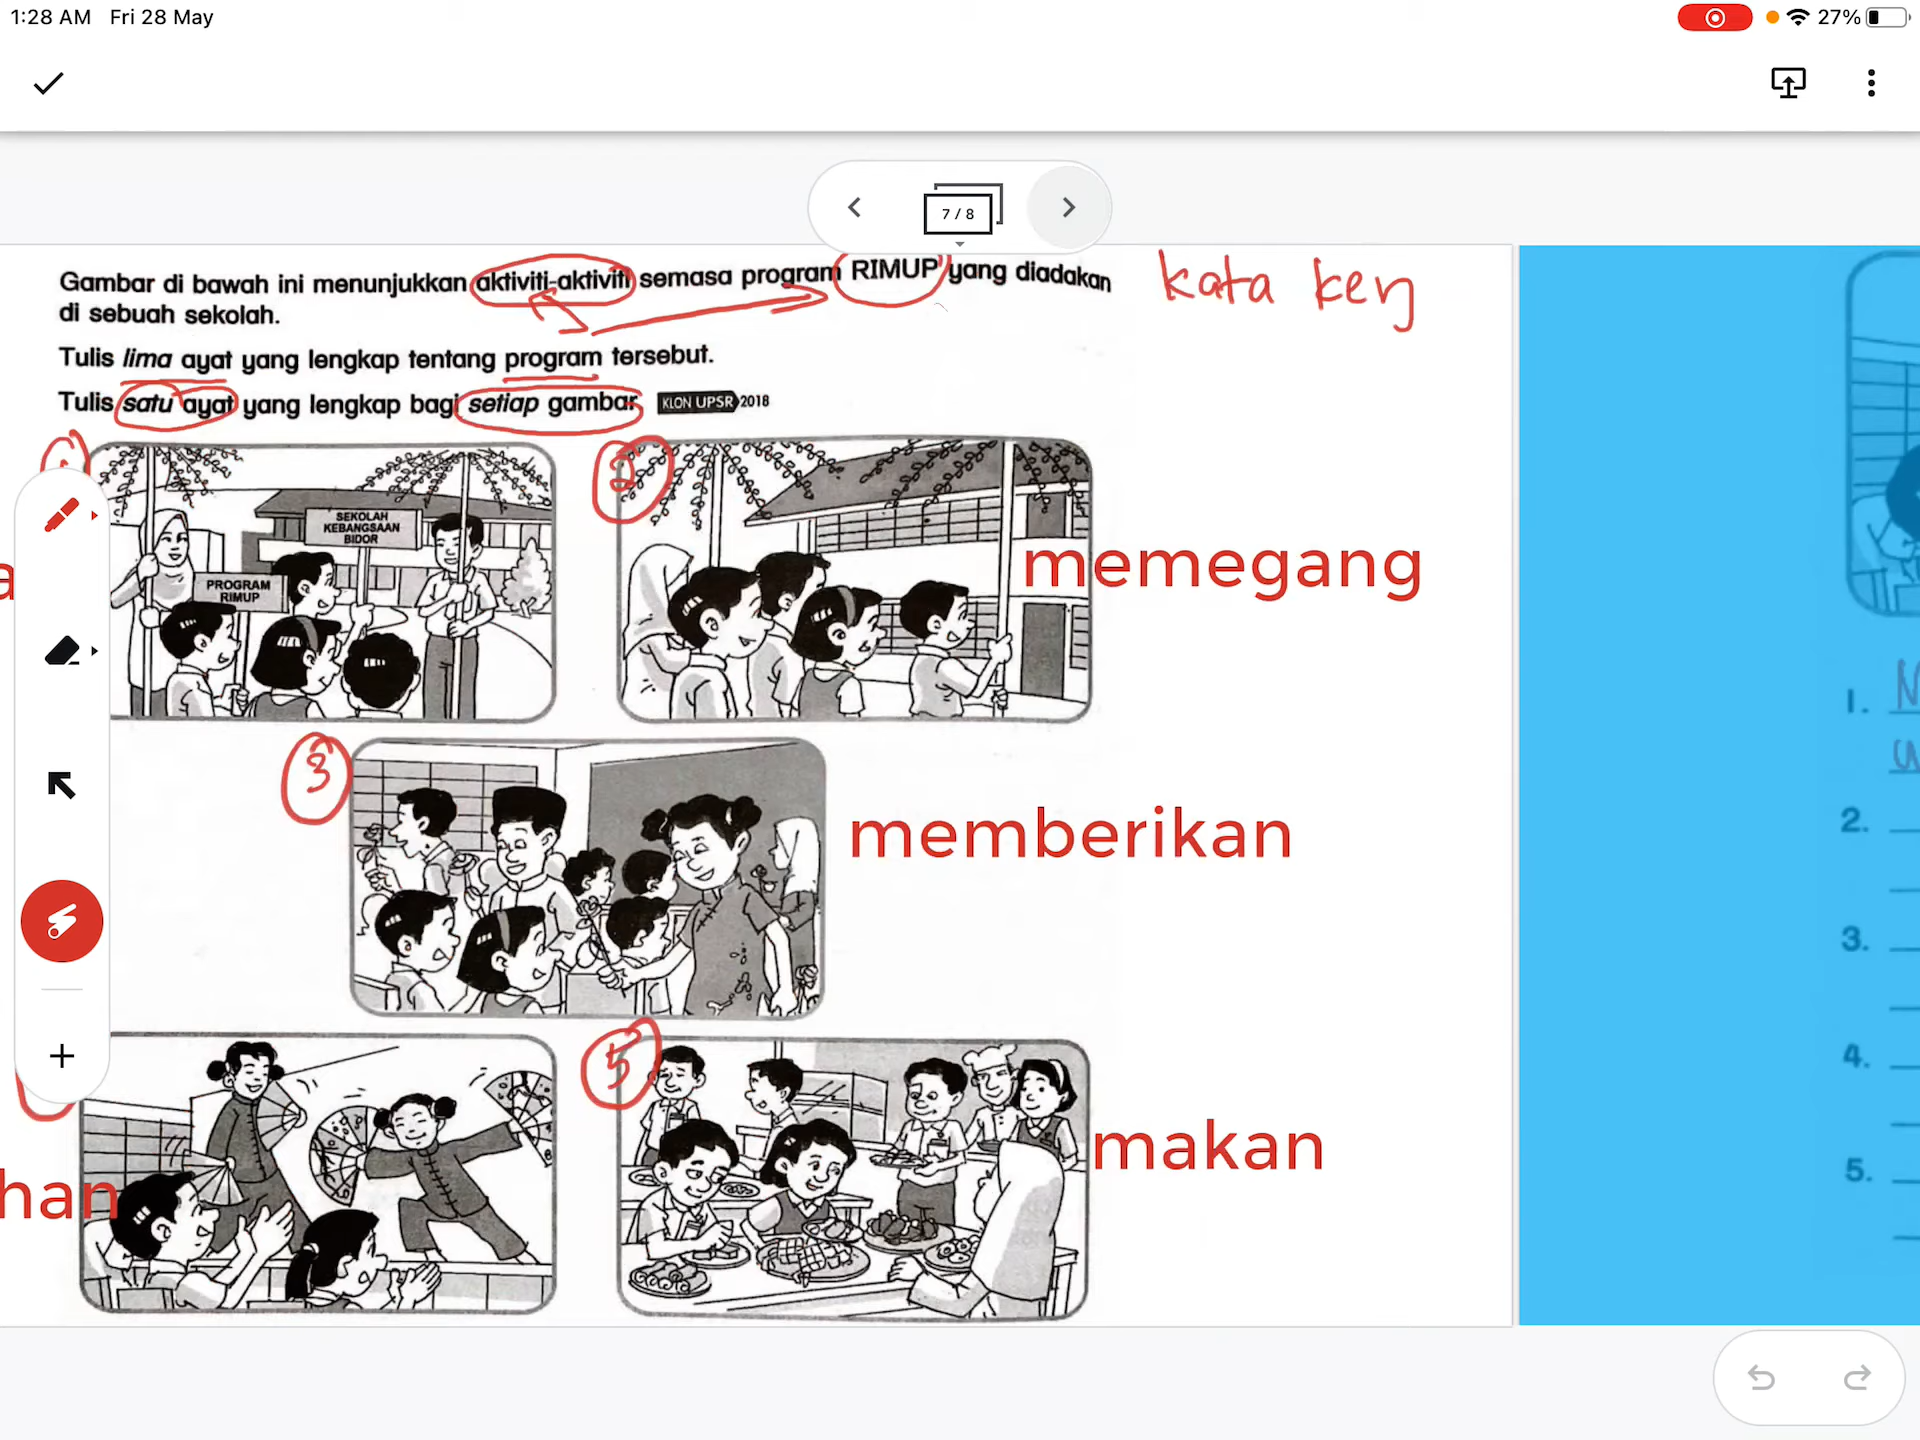 1:28 AM Fri 28 May
27%
7 / 8
Gambar di bawah ini menunjukkan aktiviti-aktiviti semasa program RIMUP yang diadakan
di sebuah sekolah.
kata kerj
Tulis lima ayat yang lengkap tentang program tersebut.
Tulis satu ayat yang lengkap bagi setiap gambar. KLON UPSR 2018
2
SEKOLAH
KEBANGSAAN
BIDOR
PROGRAM
RIMUP
memegang
3
memberikan
5
makan
han
1.
2.
3.
4.
5.